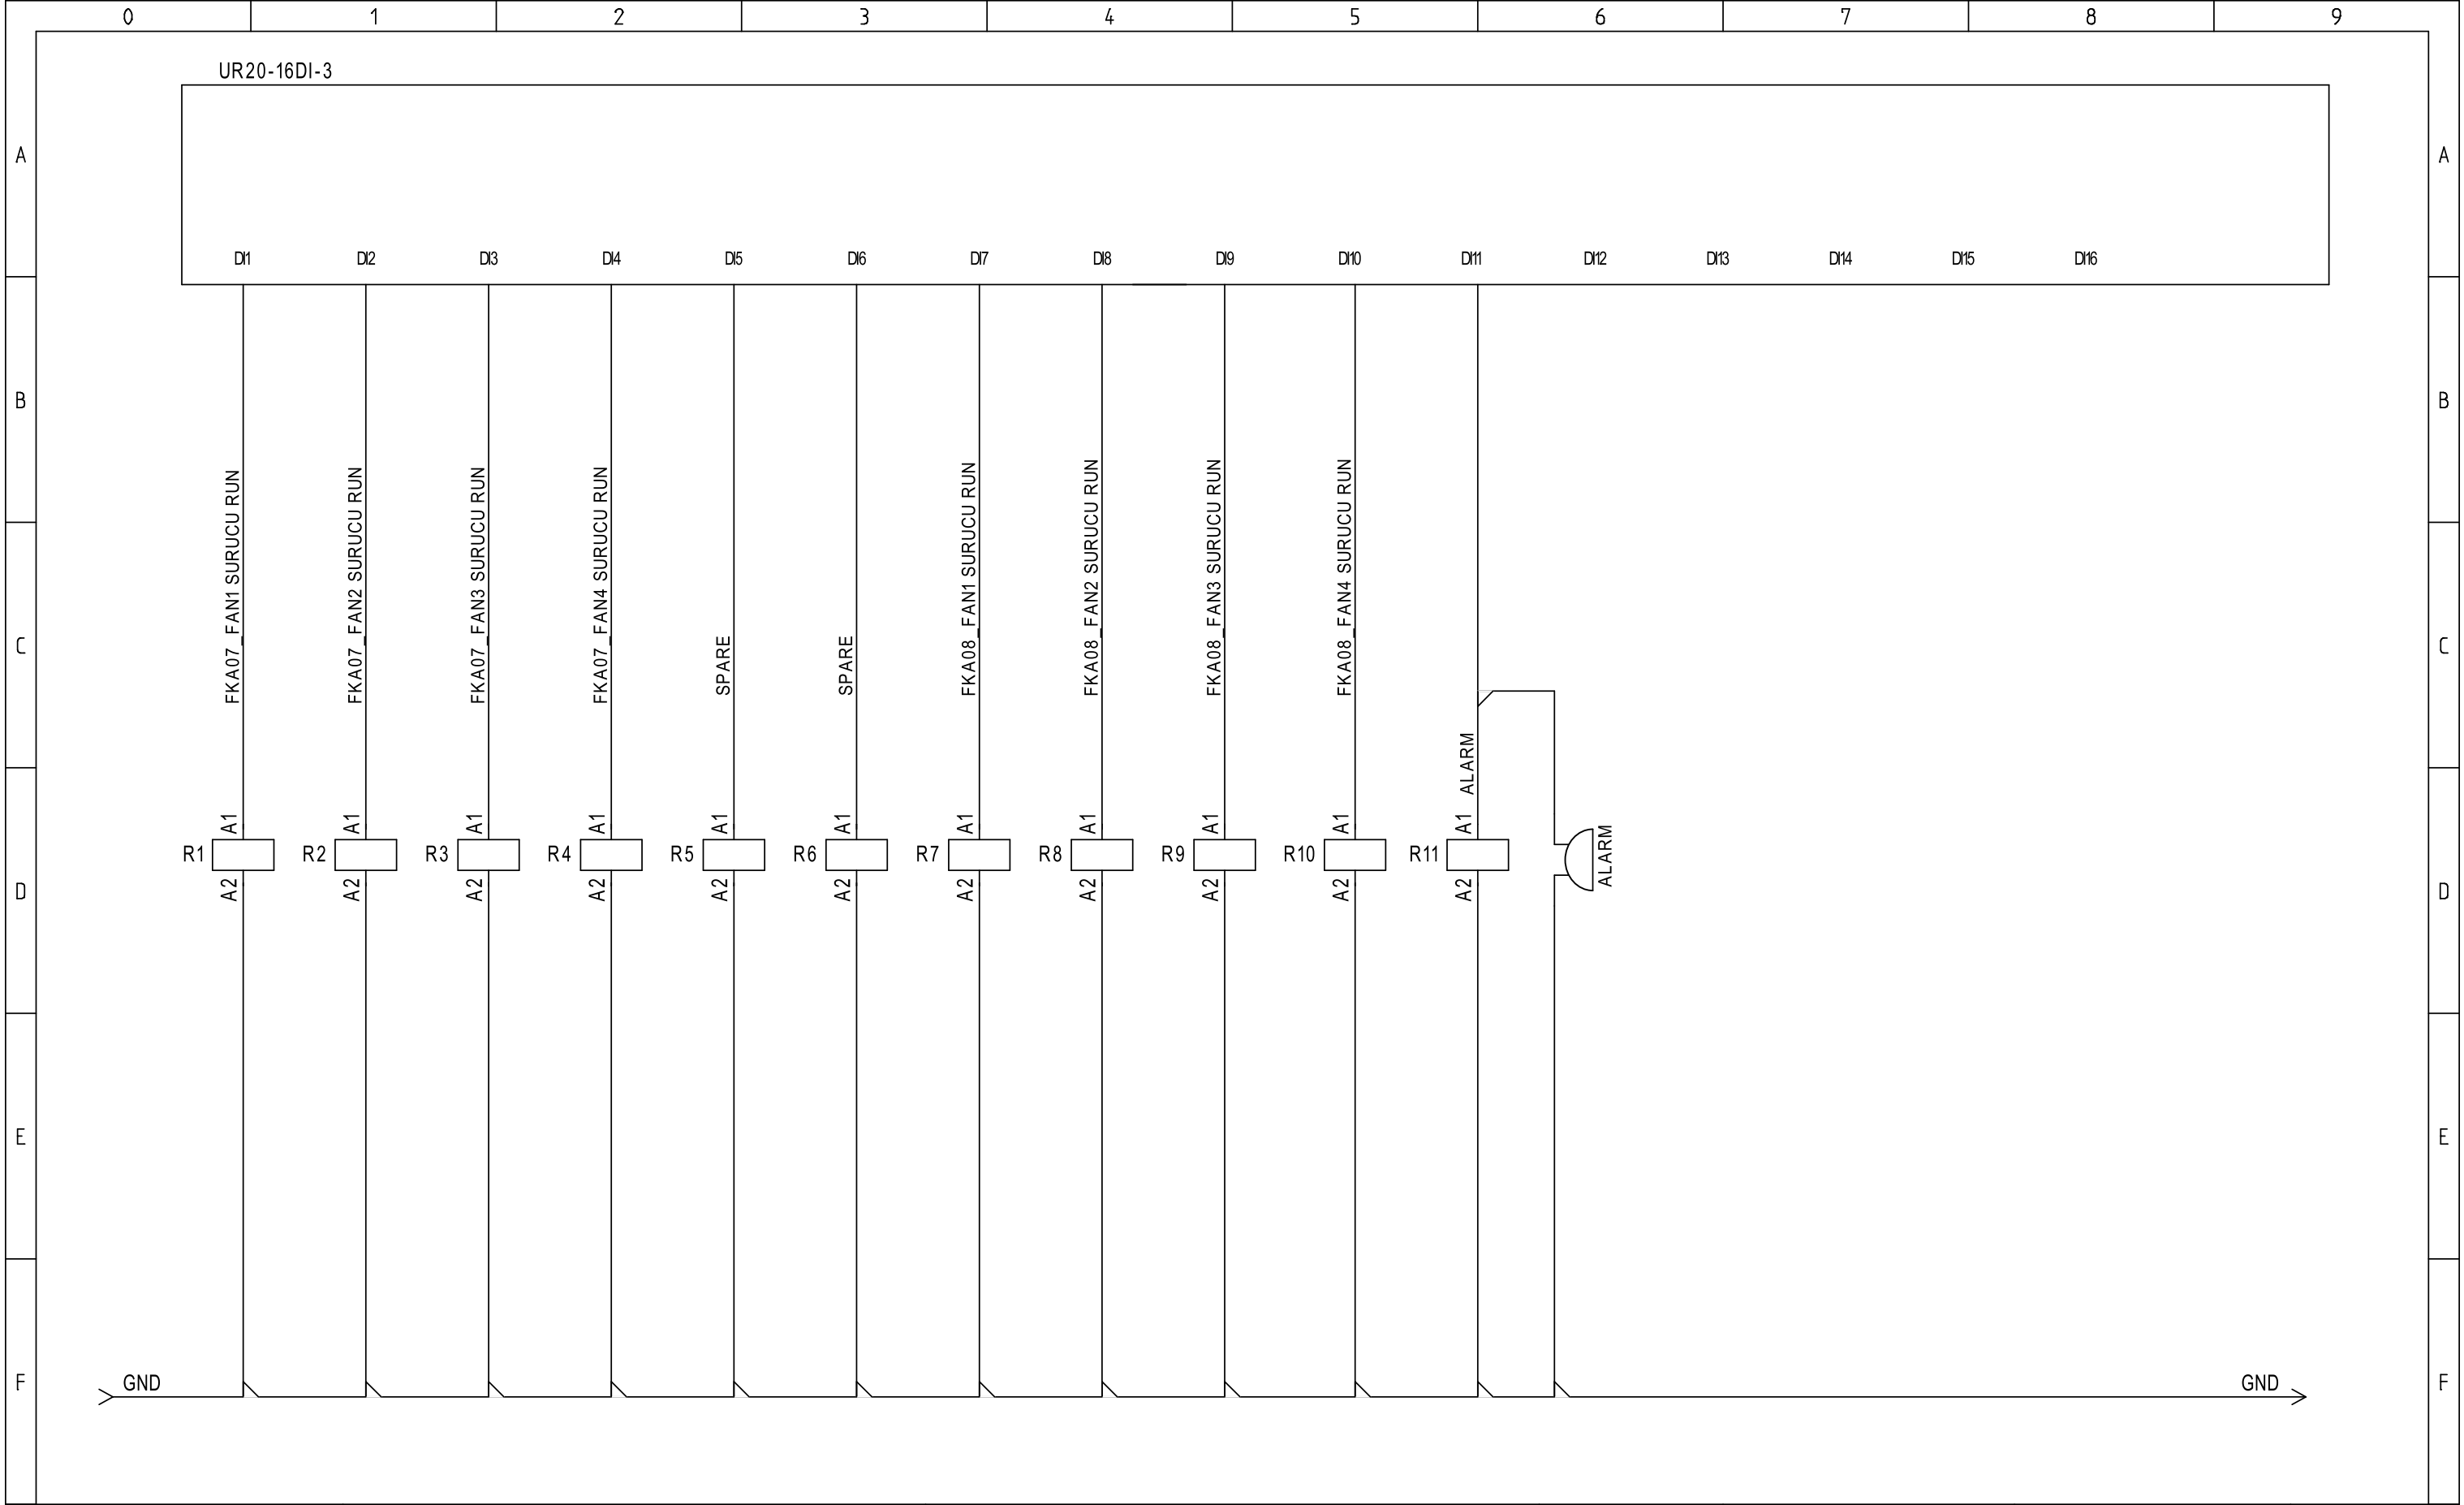 0 1 2 3 4 5 6 7 8 9
UR20-16DI-3
A A
DI1 DI2 DI3 DI4 DI5 DI6 DI7 DI8 DI9 DI10 DI11 DI12 DI13 DI14 DI15 DI16
B B
FKA07_FAN1 SURUCU RUN
FKA07_FAN2 SURUCU RUN
FKA07_FAN3 SURUCU RUN
FKA07_FAN4 SURUCU RUN
SPARE
SPARE
FKA08_FAN1 SURUCU RUN
FKA08_FAN2 SURUCU RUN
FKA08_FAN3 SURUCU RUN
FKA08_FAN4 SURUCU RUN
ALARM
C C
A1 A1 A1 A1 A1 A1 A1 A1 A1 A1 A1
R1 R2 R3 R4 R5 R6 R7 R8 R9 R10 R11
ALARM
A2 A2 A2 A2 A2 A2 A2 A2 A2 A2 A2
D D
E E
F F
GND GND